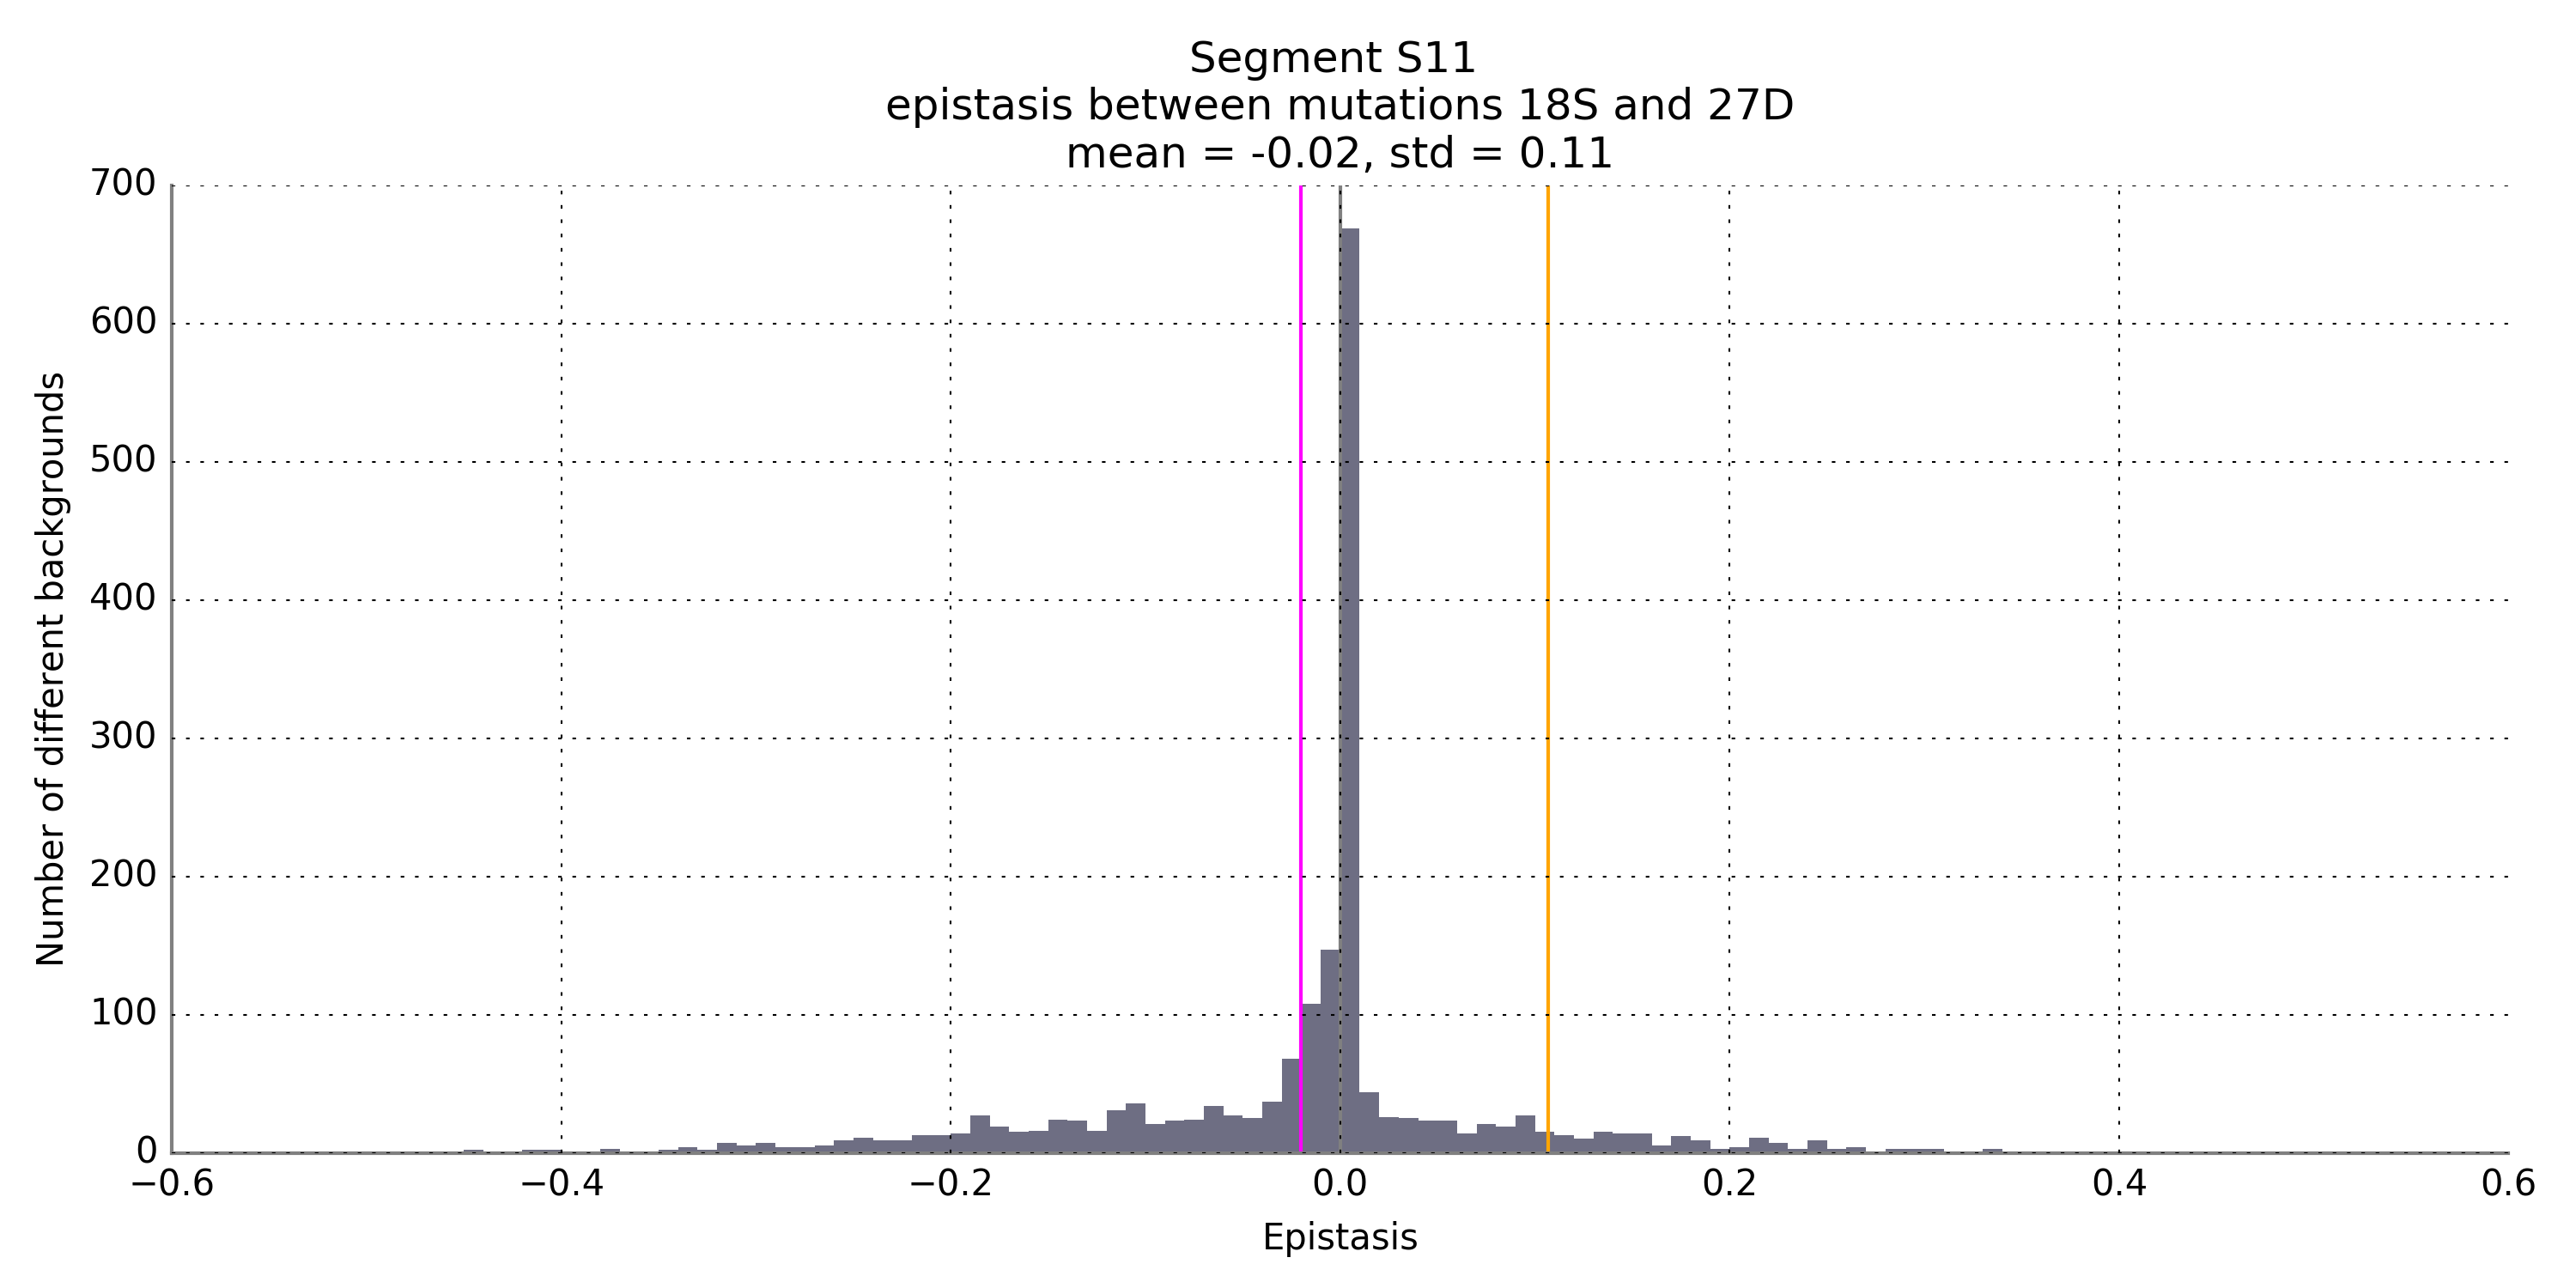 Segment S11
epistasis between mutations 18S and 27D
mean = -0.02, std = 0.11
700
600
500
400
300
200
100
0
Number of different backgrounds
−0.6 −0.4 −0.2 0.0 0.2 0.4 0.6
Epistasis